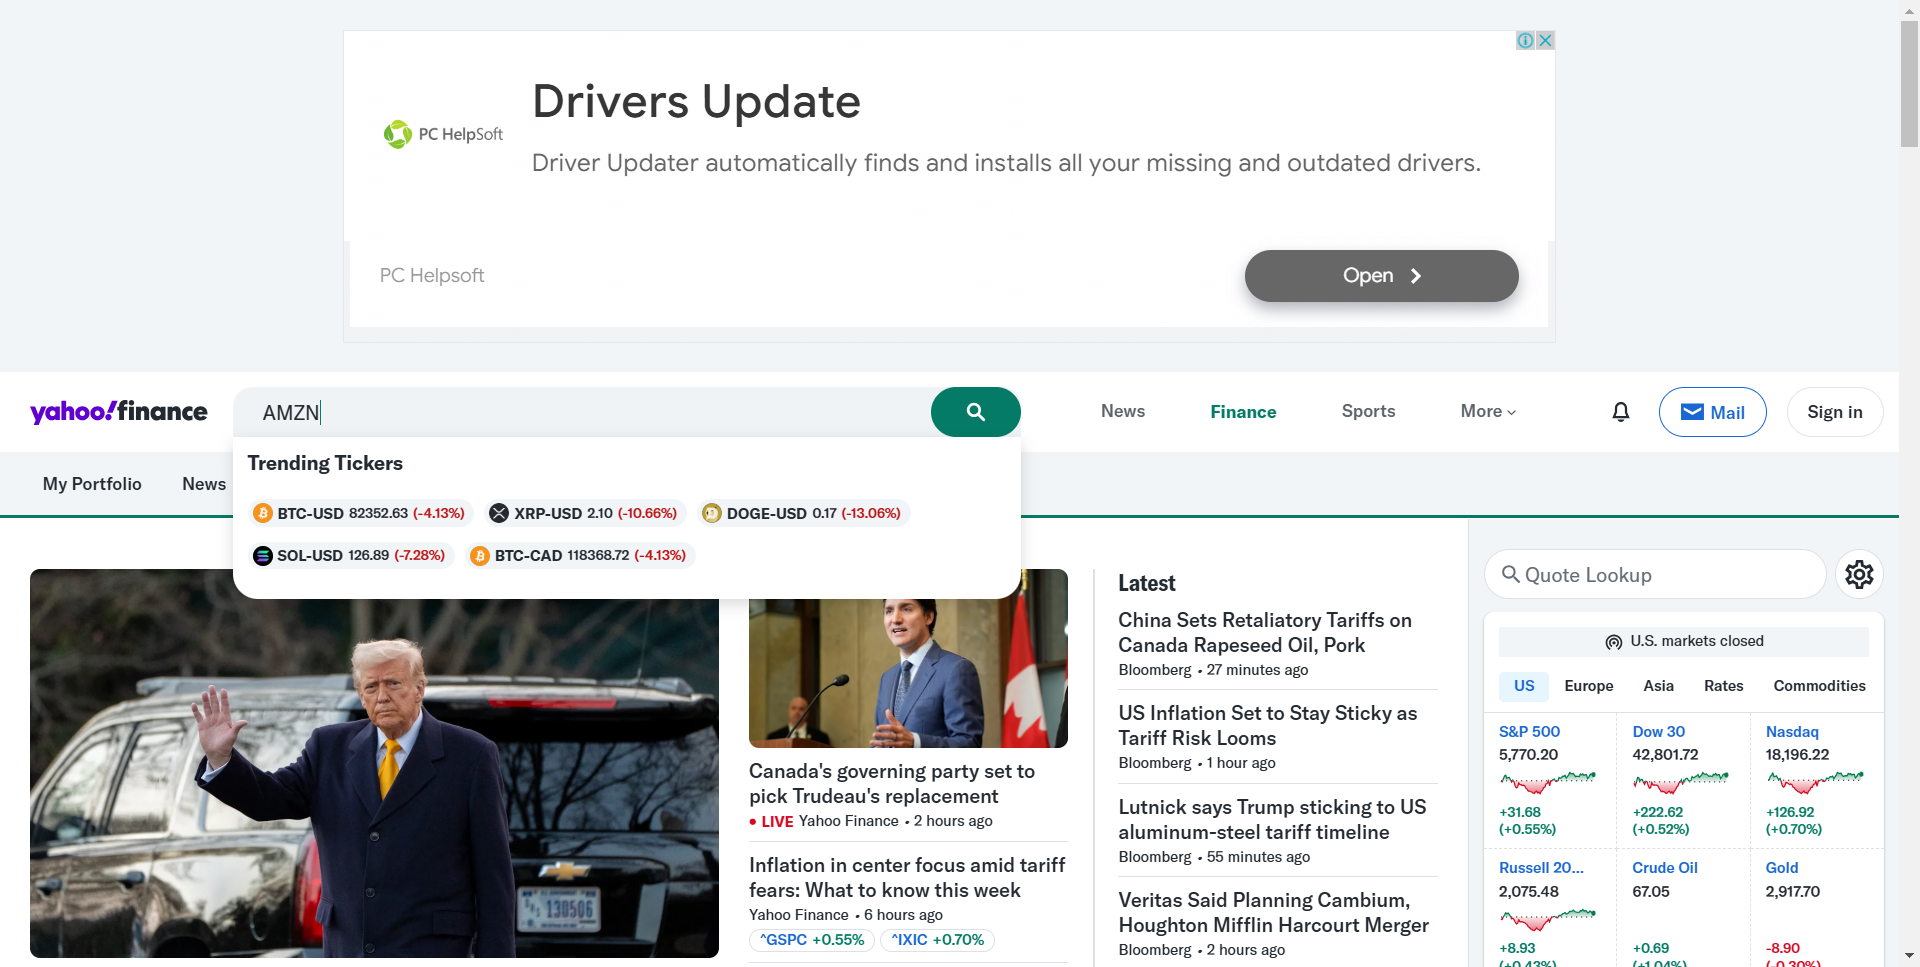 Drivers Update
PC HelpSoft
Driver Updater automatically finds and installs all your missing and outdated drivers.
PC Helpsoft
Open
yahoo!finance
AMZN
News
Finance
Sports
More
Mail
Sign in
My Portfolio
News
Trending Tickers
BTC-USD 82352.63 (-4.13%)
XRP-USD 2.10 (-10.66%)
DOGE-USD 0.17 (-13.06%)
SOL-USD 126.89 (-7.28%)
BTC-CAD 118368.72 (-4.13%)
130506
Canada's governing party set to
pick Trudeau's replacement
• LIVE Yahoo Finance • 2 hours ago
Inflation in center focus amid tariff
fears: What to know this week
Yahoo Finance • 6 hours ago
^GSPC +0.55%
^IXIC +0.70%
Latest
China Sets Retaliatory Tariffs on
Canada Rapeseed Oil, Pork
Bloomberg • 27 minutes ago
US Inflation Set to Stay Sticky as
Tariff Risk Looms
Bloomberg • 1 hour ago
Lutnick says Trump sticking to US
aluminum-steel tariff timeline
Bloomberg • 55 minutes ago
Veritas Said Planning Cambium,
Houghton Mifflin Harcourt Merger
Bloomberg • 2 hours ago
Quote Lookup
U.S. markets closed
US
Europe
Asia
Rates
Commodities
S&P 500
5,770.20
+31.68
(+0.55%)
Dow 30
42,801.72
+222.62
(+0.52%)
Nasdaq
18,196.22
+126.92
(+0.70%)
Russell 20...
2,075.48
+8.93
(+0.43%)
Crude Oil
67.05
+0.69
(+1.04%)
Gold
2,917.70
-8.90
(-0.30%)